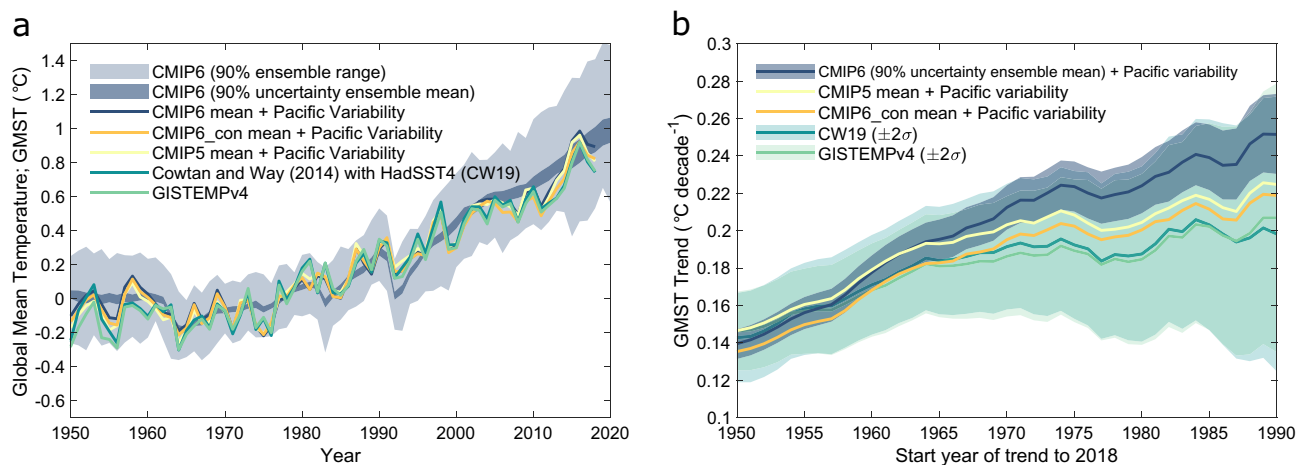 a
Global Mean Temperature; GMST (°C)
1.4
1.2
1
0.8
0.6
0.4
0.2
0
-0.2
-0.4
-0.6
CMIP6 (90% ensemble range)
CMIP6 (90% uncertainty ensemble mean)
CMIP6 mean + Pacific Variability
CMIP6_con mean + Pacific Variability
CMIP5 mean + Pacific Variability
Cowtan and Way (2014) with HadSST4 (CW19)
GISTEMPv4
1950 1960 1970 1980 1990 2000 2010 2020
Year
b
GMST Trend (°C decade⁻¹)
0.3
0.28
0.26
0.24
0.22
0.2
0.18
0.16
0.14
0.12
0.1
CMIP6 (90% uncertainty ensemble mean) + Pacific variability
CMIP5 mean + Pacific variability
CMIP6_con mean + Pacific variability
CW19 (±2σ)
GISTEMPv4 (±2σ)
1950 1955 1960 1965 1970 1975 1980 1985 1990
Start year of trend to 2018